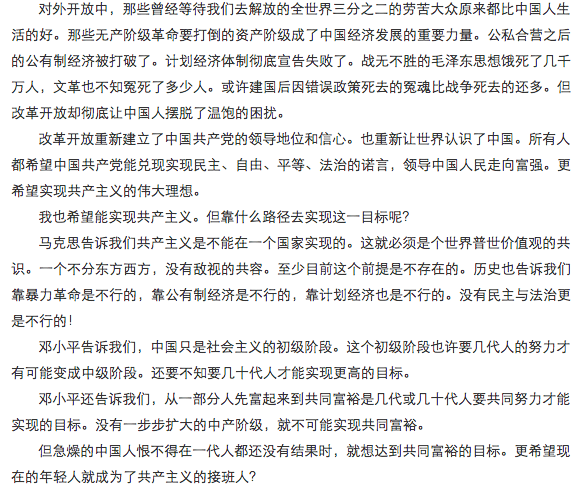 对外开放中，那些曾经等待我们去解放的全世界三分之二的劳苦大众原来都比中国人生
活的好。那些无产阶级革命要打倒的资产阶级成了中国经济发展的重要力量。公私合营之后
的公有制经济被打破了。计划经济体制彻底宣告失败了。战无不胜的毛泽东思想饿死了几千
万人，文革也不知冤死了多少人。或许建国后因错误政策死去的冤魂比战争死去的还多。但
改革开放却彻底让中国人摆脱了温饱的困扰。
改革开放重新建立了中国共产党的领导地位和信心。也重新让世界认识了中国。所有人
都希望中国共产党能兑现实现民主、自由、平等、法治的诺言，领导中国人民走向富强。更
希望实现共产主义的伟大理想。
我也希望能实现共产主义。但靠什么路径去实现这一目标呢？
马克思告诉我们共产主义是不能在一个国家实现的。这就必须是个世界普世价值观的共
识。一个不分东方西方，没有敌视的共容。至少目前这个前提是不存在的。历史也告诉我们
靠暴力革命是不行的，靠公有制经济是不行的，靠计划经济也是不行的。没有民主与法治更
是不行的！
邓小平告诉我们，中国只是社会主义的初级阶段。这个初级阶段也许要几代人的努力才
有可能变成中级阶段。还要不知要几十代人才能实现更高的目标。
邓小平还告诉我们，从一部分人先富起来到共同富裕是几代或几十代人要共同努力才能
实现的目标。没有一步步扩大的中产阶级，就不可能实现共同富裕。
但急燥的中国人恨不得在一代人都还没有结果时，就想达到共同富裕的目标。更希望现
在的年轻人就成为了共产主义的接班人？